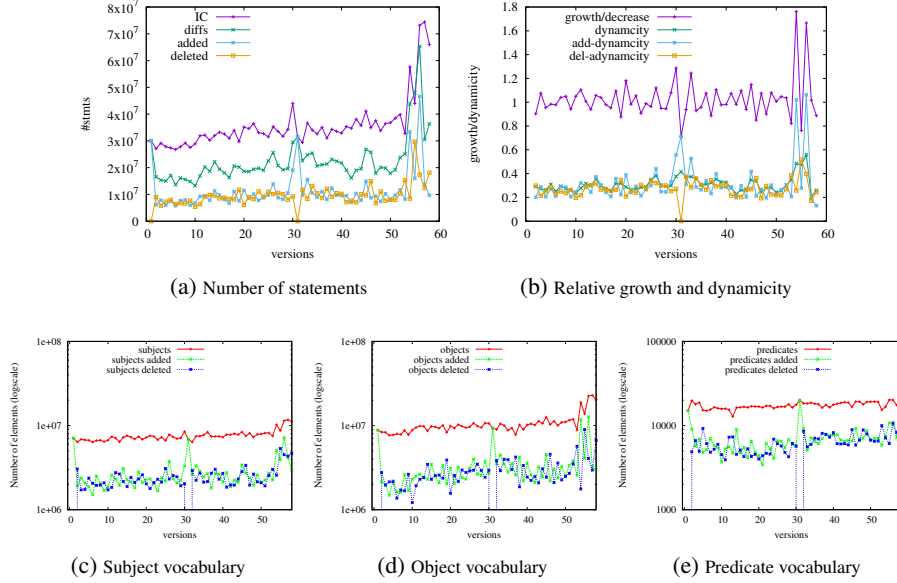 IC
diffs
added
deleted
8x10^7
7x10^7
6x10^7
5x10^7
4x10^7
3x10^7
2x10^7
1x10^7
0
#stmts
0 10 20 30 40 50 60
versions
(a) Number of statements
growth/decrease
dynamcity
add-dynamcity
del-adynamcity
1.8
1.6
1.4
1.2
1
0.8
0.6
0.4
0.2
0
growth/dynamicity
0 10 20 30 40 50 60
versions
(b) Relative growth and dynamicity
subjects
subjects added
subjects deleted
1e+08
1e+07
1e+06
Number of elements (logscale)
0 10 20 30 40 50
versions
(c) Subject vocabulary
objects
objects added
objects deleted
1e+08
1e+07
1e+06
Number of elements (logscale)
0 10 20 30 40 50
versions
(d) Object vocabulary
predicates
predicates added
predicates deleted
100000
10000
1000
Number of elements (logscale)
0 10 20 30 40 50
versions
(e) Predicate vocabulary